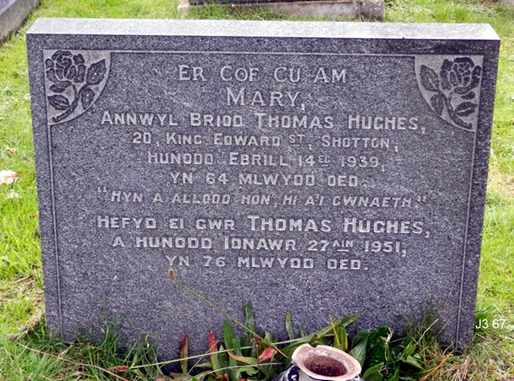 Er Cof Cu Am
Mary,
Annwyl Briod Thomas Hughes,
20, King Edward St, Shotton,
Hunodd Ebrill 14eg 1939,
yn 64 mlwydd oed.
"Hyn a allodd hon, hi a'i gwnaeth."
Hefyd ei gwr Thomas Hughes,
a hunodd Ionawr 27ain 1951,
yn 76 mlwydd oed.
J3 67.